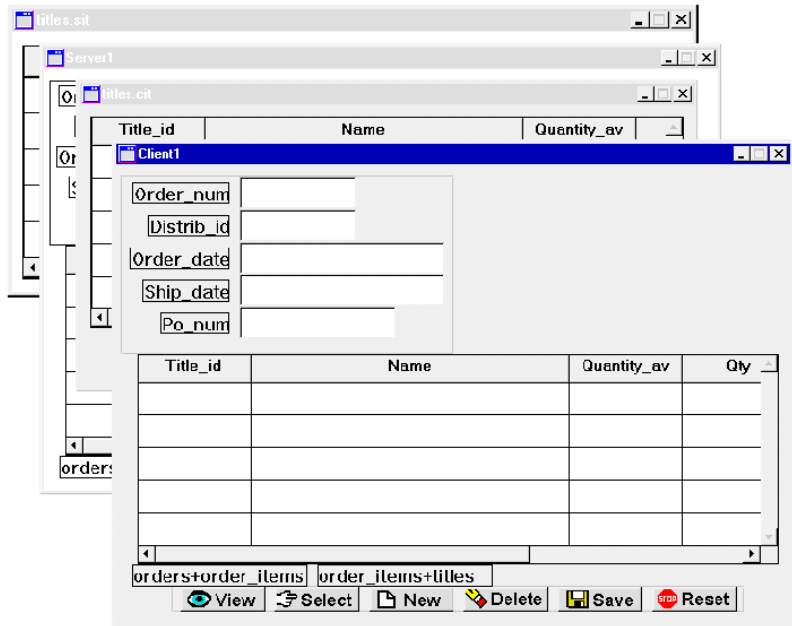 titles.sit
Server1
titles.cit
Title_id Name Quantity_av
Client1
Order_num
Distrib_id
Order_date
Ship_date
Po_num
Title_id Name Quantity_av Qty
orders
orders+order_items order_items+titles
View Select New Delete Save STOP Reset